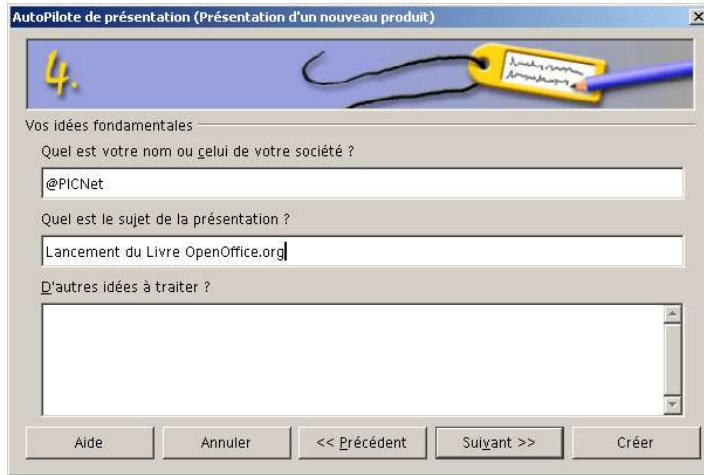 AutoPilote de présentation (Présentation d'un nouveau produit)
4.
Vos idées fondamentales
Quel est votre nom ou celui de votre société ?
@PICNet
Quel est le sujet de la présentation ?
Lancement du Livre OpenOffice.org
D'autres idées à traiter ?
Aide Annuler << Précédent Suivant >> Créer